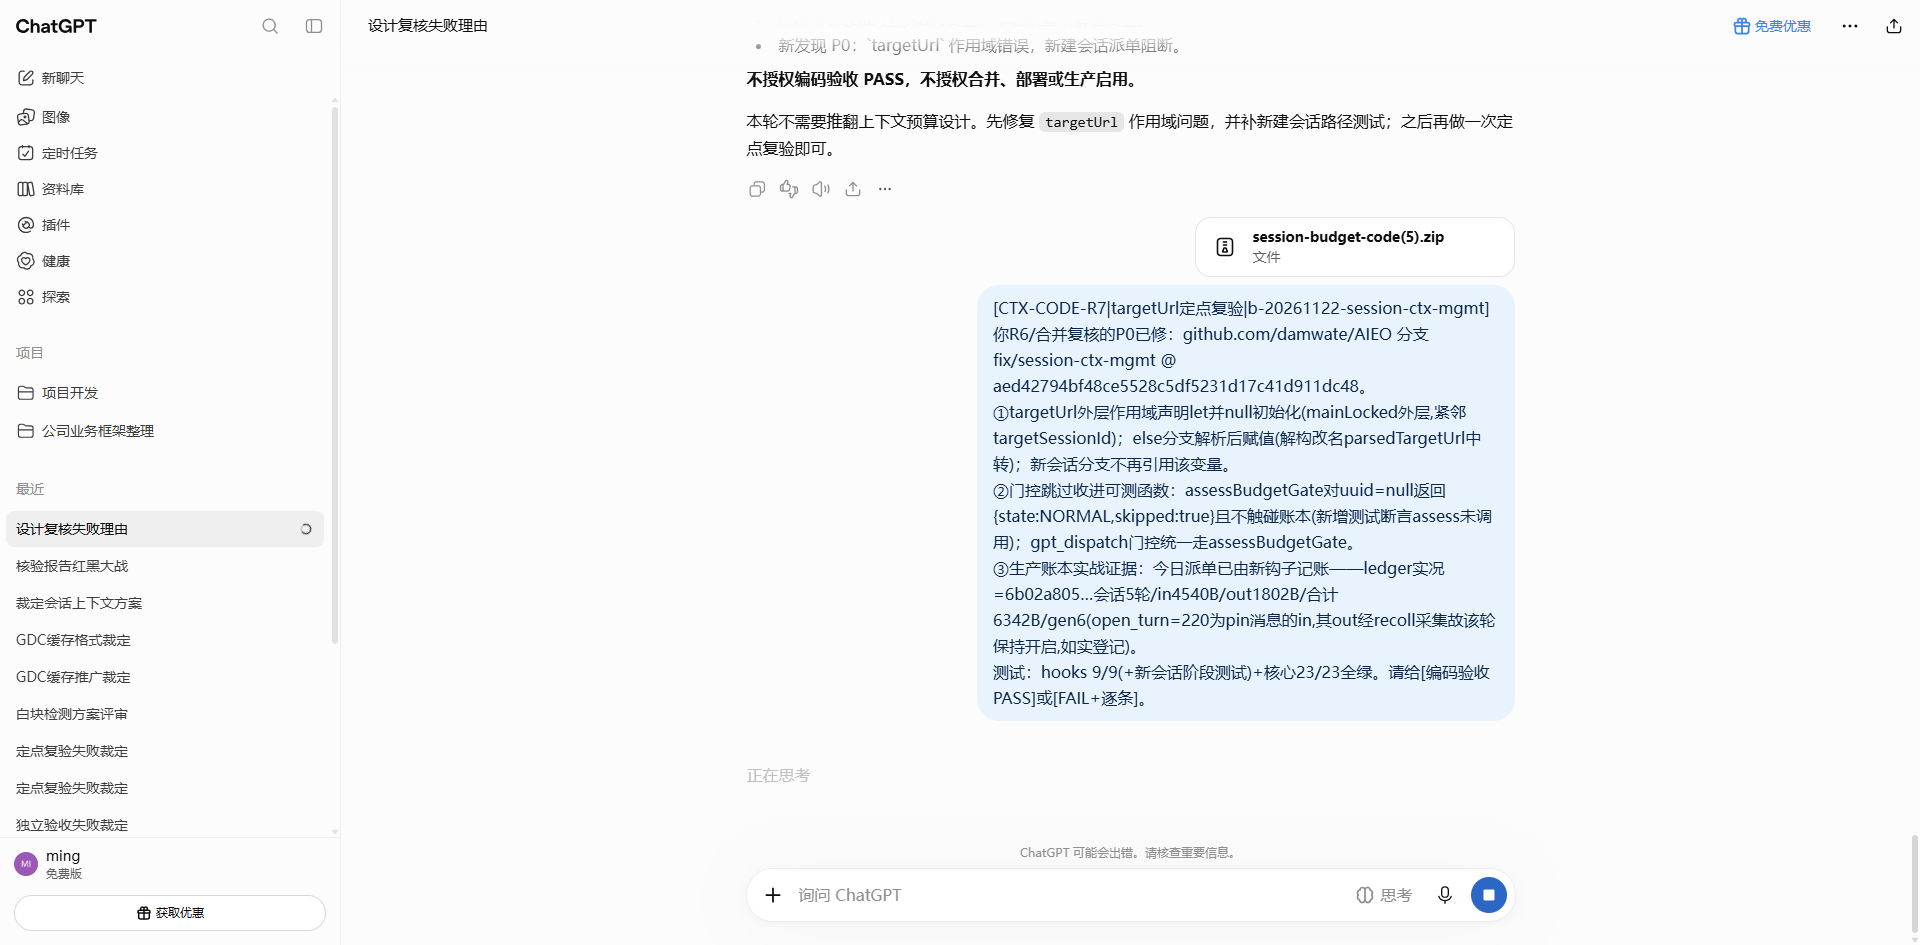 ChatGPT
新聊天
图像
定时任务
资料库
插件
健康
探索
项目
项目开发
公司业务框架整理
最近
设计复核失败理由
核验报告红黑大战
裁定会话上下文方案
GDC缓存格式裁定
GDC缓存推广裁定
白块检测方案评审
定点复验失败裁定
定点复验失败裁定
独立验收失败裁定
MI
ming
免费版
获取优惠
设计复核失败理由
免费优惠
新发现 P0：`targetUrl` 作用域错误，新建会话派单阻断。
不授权编码验收 PASS，不授权合并、部署或生产启用。
本轮不需要推翻上下文预算设计。先修复 targetUrl 作用域问题，并补新建会话路径测试；之后再做一次定
点复验即可。
session-budget-code(5).zip
文件
[CTX-CODE-R7|targetUrl定点复验|b-20261122-session-ctx-mgmt]
你R6/合并复核的P0已修：github.com/damwate/AIEO 分支
fix/session-ctx-mgmt @
aed42794bf48ce5528c5df5231d17c41d911dc48。
①targetUrl外层作用域声明let并null初始化(mainLocked外层,紧邻
targetSessionId)；else分支解析后赋值(解构改名parsedTargetUrl中
转)；新会话分支不再引用该变量。
②门控跳过收进可测函数：assessBudgetGate对uuid=null返回
{state:NORMAL,skipped:true}且不触碰账本(新增测试断言assess未调
用)；gpt_dispatch门控统一走assessBudgetGate。
③生产账本实战证据：今日派单已由新钩子记账——ledger实况
=6b02a805...会话5轮/in4540B/out1802B/合计
6342B/gen6(open_turn=220为pin消息的in,其out经recoll采集故该轮
保持开启,如实登记)。
测试：hooks 9/9(+新会话阶段测试)+核心23/23全绿。请给[编码验收
PASS]或[FAIL+逐条]。
正在思考
ChatGPT 可能会出错。请核查重要信息。
询问 ChatGPT
思考